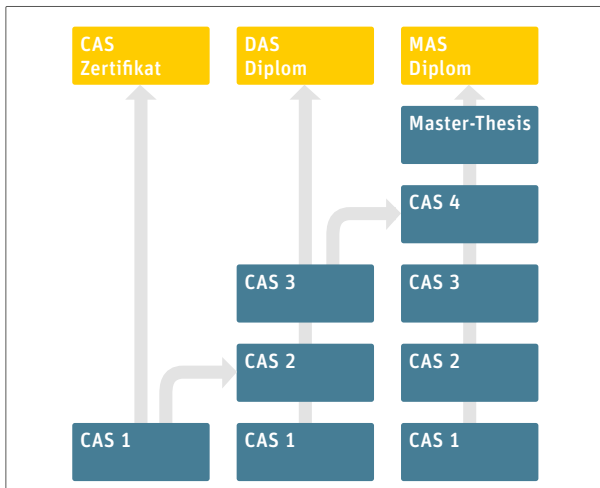 CAS
Zertifikat
DAS
Diplom
MAS
Diplom
Master-Thesis
CAS 4
CAS 3
CAS 3
CAS 2
CAS 2
CAS 1
CAS 1
CAS 1